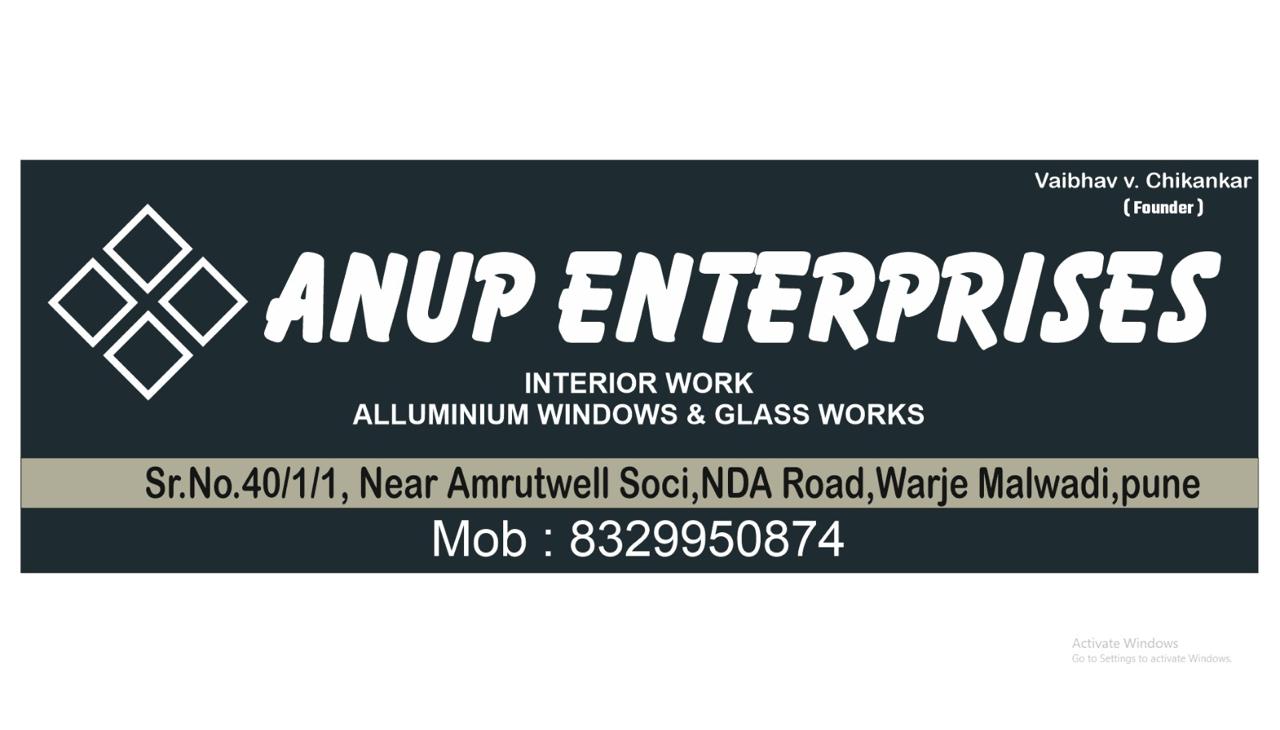 Vaibhav v. Chikankar
( Founder )
ANUP ENTERPRISES
INTERIOR WORK
ALLUMINIUM WINDOWS & GLASS WORKS
Sr.No.40/1/1, Near Amrutwell Soci,NDA Road,Warje Malwadi,pune
Mob : 8329950874
Activate Windows
Go to Settings to activate Windows.